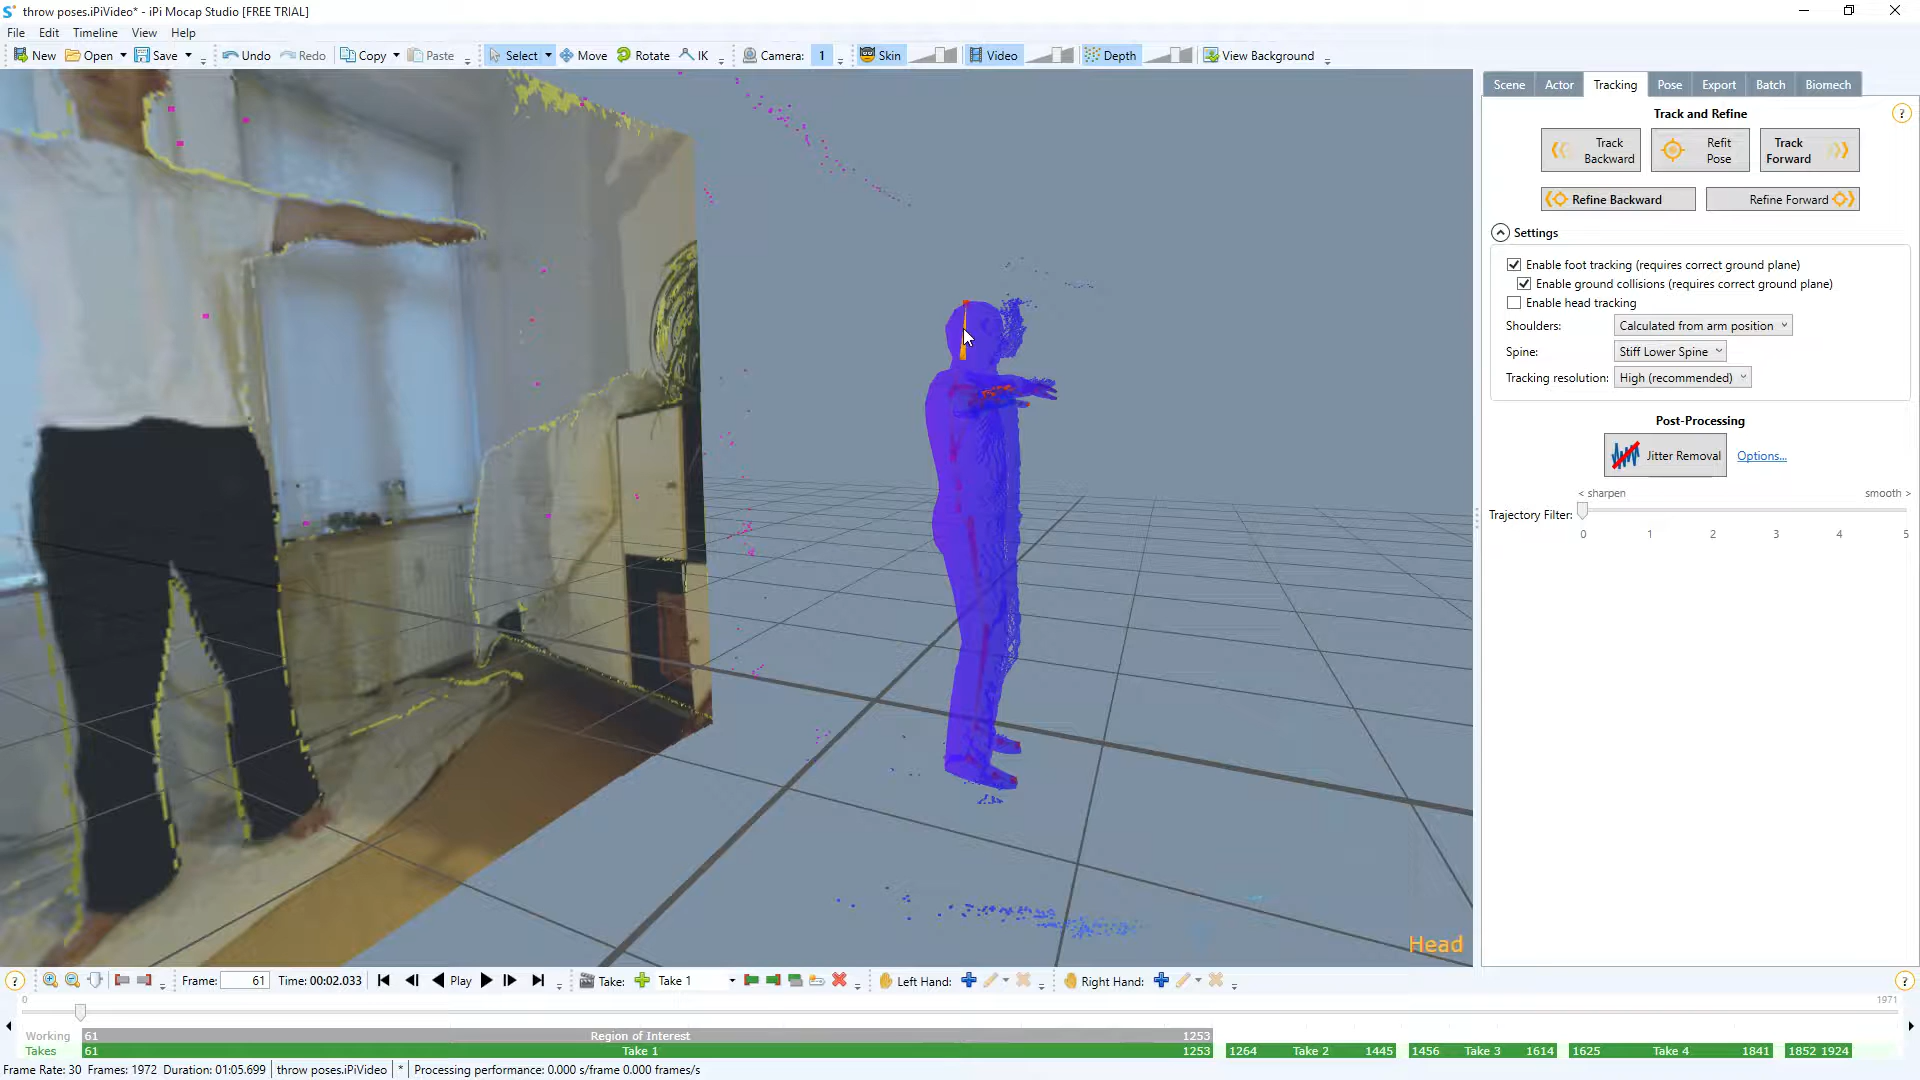 throw poses.iPiVideo* - iPi Mocap Studio [FREE TRIAL]
File Edit Timeline View Help
New Open Save Undo Redo Copy Paste Select Move Rotate IK Camera: 1 Skin Video Depth View Background
Scene Actor Tracking Pose Export Batch Biomech
Track and Refine ?
Track Backward
Refit Pose
Track Forward
Refine Backward Refine Forward
Settings
Enable foot tracking (requires correct ground plane)
Enable ground collisions (requires correct ground plane)
Enable head tracking
Shoulders: Calculated from arm position
Spine: Stiff Lower Spine
Tracking resolution: High (recommended)
Post-Processing
Jitter Removal Options...
< sharpen smooth >
Trajectory Filter:
0 1 2 3 4 5
Head
? Frame: 61 Time: 00:02.033 Play Take: Take 1 Left Hand: Right Hand: ?
0 1971
Working 61 Region of Interest 1253
Takes 61 Take 1 1253 1264 Take 2 1445 1456 Take 3 1614 1625 Take 4 1841 1852 1924
Frame Rate: 30 Frames: 1972 Duration: 01:05.699 throw poses.iPiVideo * Processing performance: 0.000 s/frame 0.000 frames/s